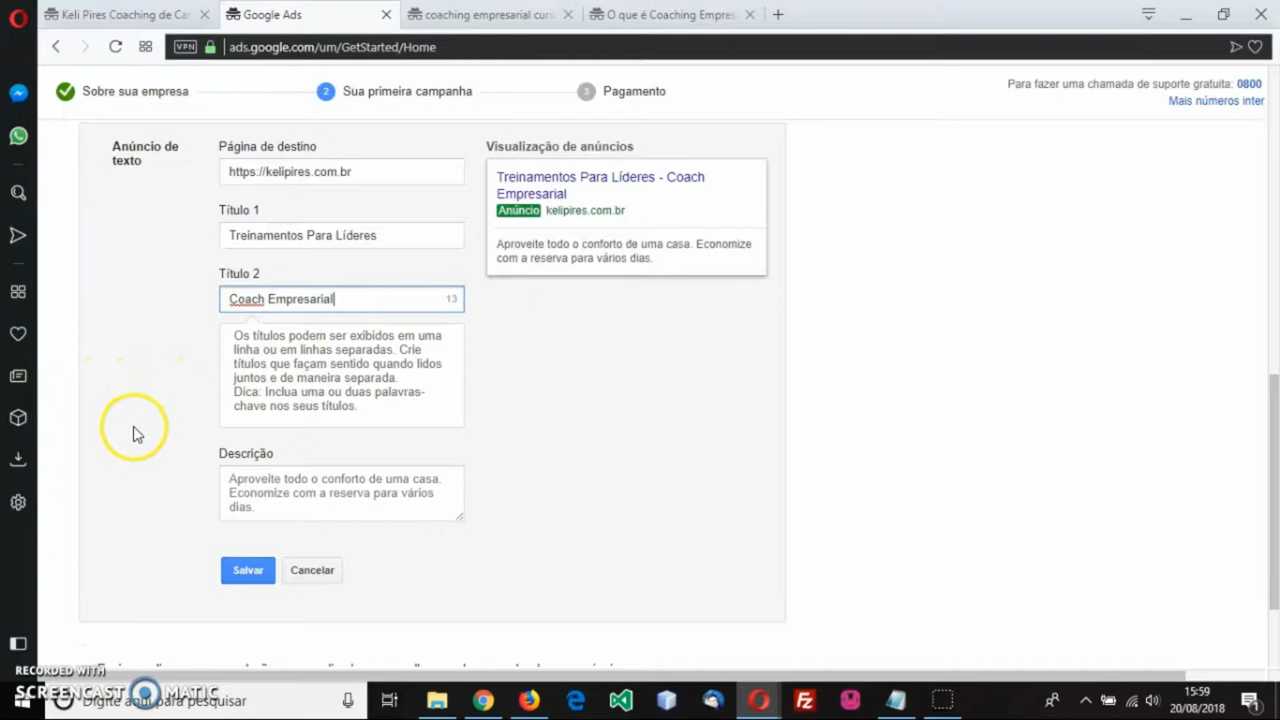 Keli Pires Coaching de Ca
Google Ads
coaching empresarial curs
O que é Coaching Empres
VPN
ads.google.com/um/GetStarted/Home
Sobre sua empresa
2
Sua primeira campanha
3
Pagamento
Para fazer uma chamada de suporte gratuita: 0800
Mais números inter
Anúncio de
texto
Página de destino
https://kelipires.com.br
Título 1
Treinamentos Para Líderes
Título 2
Coach Empresarial
13
Os títulos podem ser exibidos em uma
linha ou em linhas separadas. Crie
títulos que façam sentido quando lidos
juntos e de maneira separada.
Dica: Inclua uma ou duas palavras-
chave nos seus títulos.
Descrição
Aproveite todo o conforto de uma casa.
Economize com a reserva para vários
dias.
Salvar
Cancelar
Visualização de anúncios
Treinamentos Para Líderes - Coach
Empresarial
Anúncio kelipires.com.br
Aproveite todo o conforto de uma casa. Economize
com a reserva para vários dias.
RECORDED WITH
SCREENCAST MATIC
Digite aqui para pesquisar
15:59
20/08/2018
1